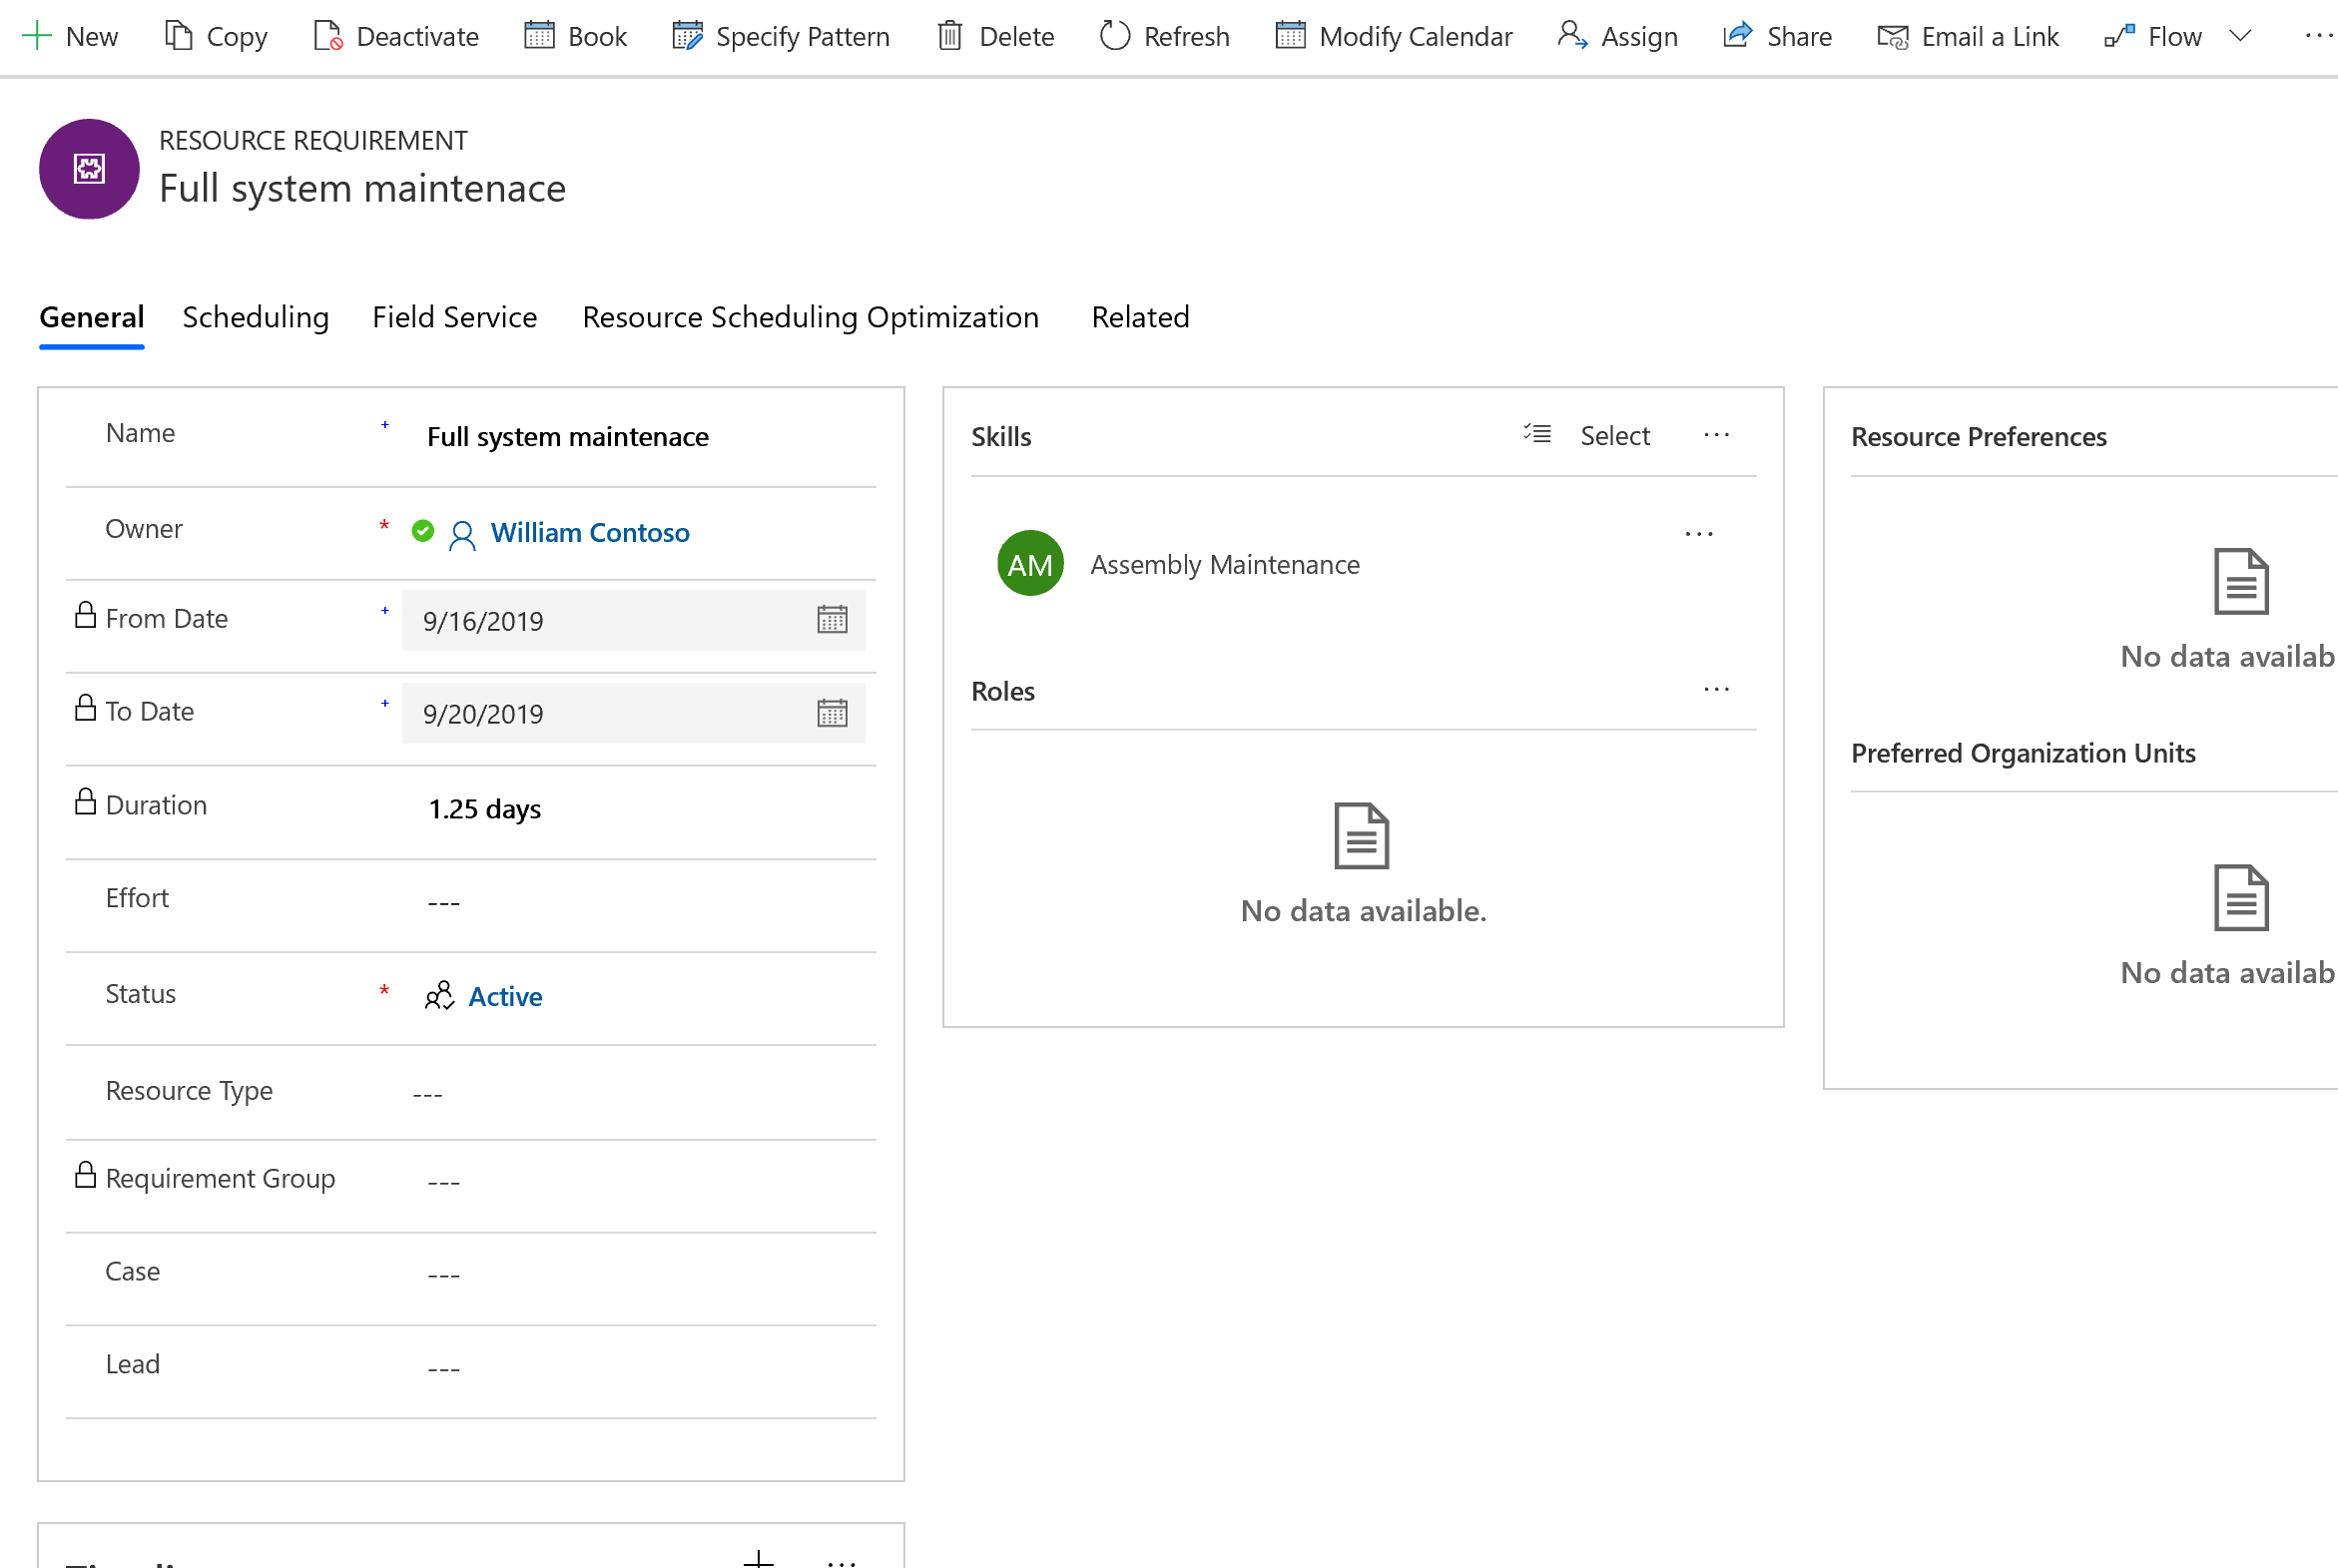 New Copy Deactivate Book Specify Pattern Delete Refresh Modify Calendar Assign Share Email a Link Flow ...
RESOURCE REQUIREMENT
Full system maintenace
General Scheduling Field Service Resource Scheduling Optimization Related
Name + Full system maintenace
Owner * William Contoso
From Date + 9/16/2019
To Date + 9/20/2019
Duration 1.25 days
Effort ---
Status * Active
Resource Type ---
Requirement Group ---
Case ---
Lead ---
Skills Select ...
AM Assembly Maintenance ...
Roles ...
No data available.
Resource Preferences
No data availab
Preferred Organization Units
No data availab